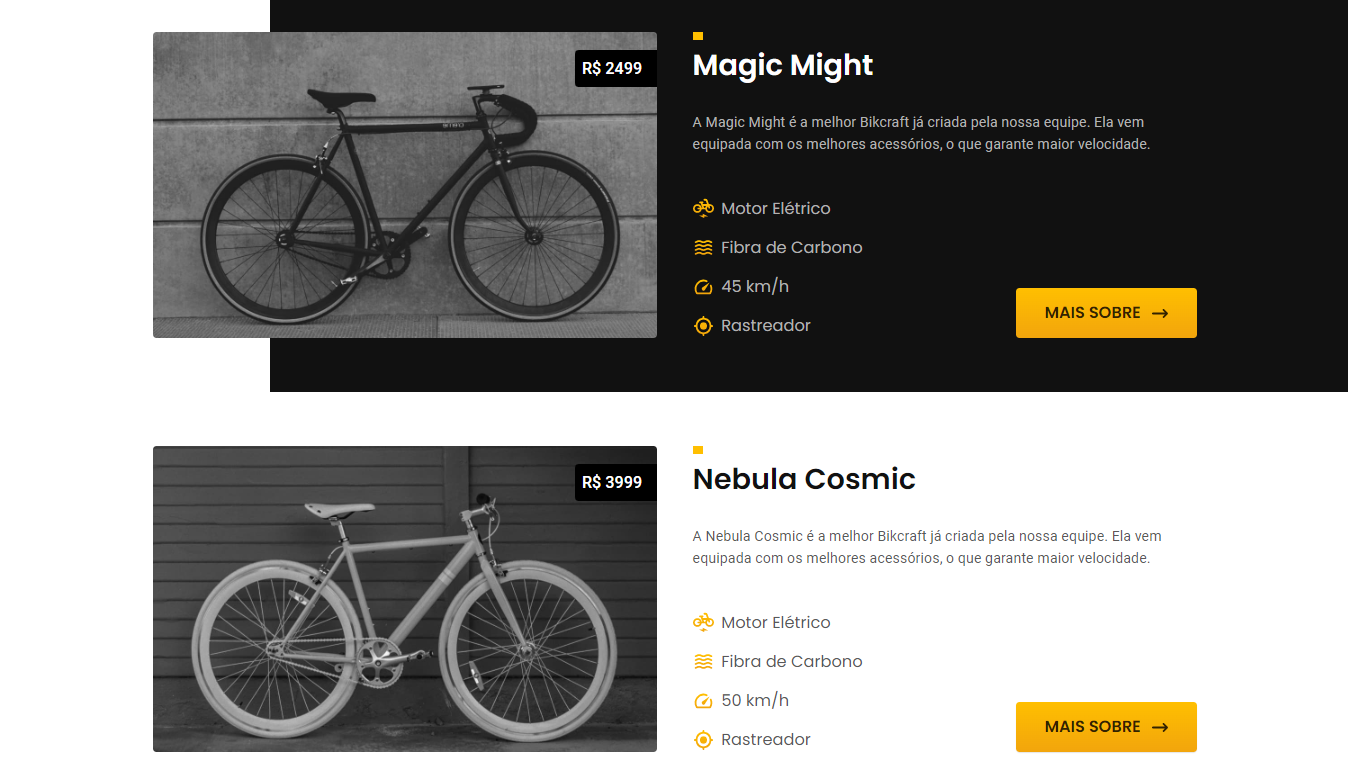 R$ 2499
Magic Might
A Magic Might é a melhor Bikcraft já criada pela nossa equipe. Ela vem
equipada com os melhores acessórios, o que garante maior velocidade.
Motor Elétrico
Fibra de Carbono
45 km/h
Rastreador
MAIS SOBRE →
R$ 3999
Nebula Cosmic
A Nebula Cosmic é a melhor Bikcraft já criada pela nossa equipe. Ela vem
equipada com os melhores acessórios, o que garante maior velocidade.
Motor Elétrico
Fibra de Carbono
50 km/h
Rastreador
MAIS SOBRE →